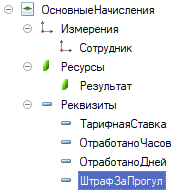 ОсновныеНачисления
Измерения
Сотрудник
Ресурсы
Результат
Реквизиты
ТарифнаяСтавка
ОтработаноЧасов
ОтработаноДней
ШтрафЗаПрогул